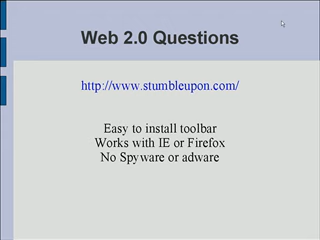 Web 2.0 Questions
http://www.stumbleupon.com/
Easy to install toolbar
Works with IE or Firefox
No Spyware or adware